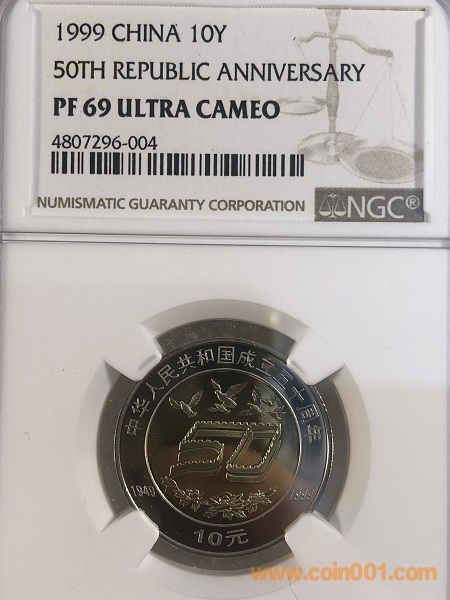 1999 CHINA 10Y
50TH REPUBLIC ANNIVERSARY
PF 69 ULTRA CAMEO
4807296-004
NUMISMATIC GUARANTY CORPORATION
NGC®
中华人民共和国成立五十周年
50
1949
1999
10元
www.coin001.com